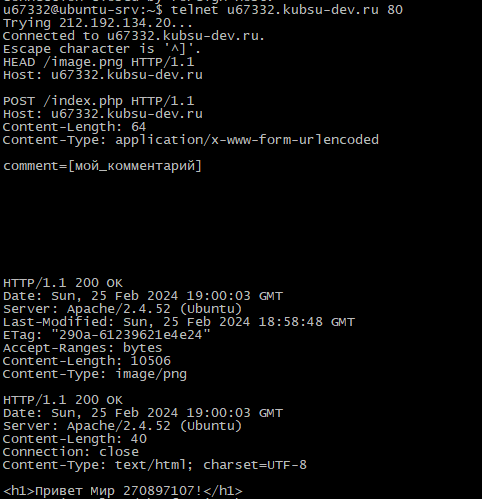 u67332@ubuntu-srv:~$ telnet u67332.kubsu-dev.ru 80
Trying 212.192.134.20...
Connected to u67332.kubsu-dev.ru.
Escape character is '^]'.
HEAD /image.png HTTP/1.1
Host: u67332.kubsu-dev.ru
POST /index.php HTTP/1.1
Host: u67332.kubsu-dev.ru
Content-Length: 64
Content-Type: application/x-www-form-urlencoded
comment=[мой_комментарий]
HTTP/1.1 200 OK
Date: Sun, 25 Feb 2024 19:00:03 GMT
Server: Apache/2.4.52 (Ubuntu)
Last-Modified: Sun, 25 Feb 2024 18:58:48 GMT
ETag: "290a-61239621e4e24"
Accept-Ranges: bytes
Content-Length: 10506
Content-Type: image/png
HTTP/1.1 200 OK
Date: Sun, 25 Feb 2024 19:00:03 GMT
Server: Apache/2.4.52 (Ubuntu)
Content-Length: 40
Connection: close
Content-Type: text/html; charset=UTF-8
<h1>Привет Мир 270897107!</h1>